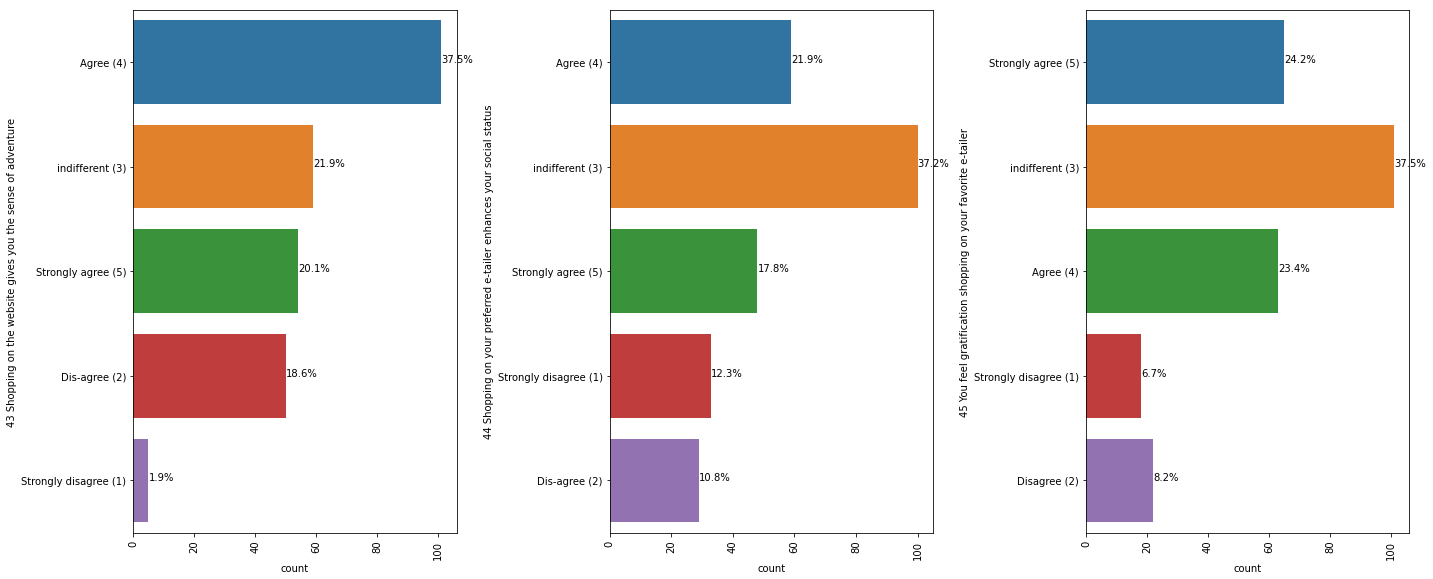 43 Shopping on the website gives you the sense of adventure
Agree (4)
37.5%
indifferent (3)
21.9%
Strongly agree (5)
20.1%
Dis-agree (2)
18.6%
Strongly disagree (1)
1.9%
0 20 40 60 80 100
count
44 Shopping on your preferred e-tailer enhances your social status
Agree (4)
21.9%
indifferent (3)
37.2%
Strongly agree (5)
17.8%
Strongly disagree (1)
12.3%
Dis-agree (2)
10.8%
0 20 40 60 80 100
count
45 You feel gratification shopping on your favorite e-tailer
Strongly agree (5)
24.2%
indifferent (3)
37.5%
Agree (4)
23.4%
Strongly disagree (1)
6.7%
Disagree (2)
8.2%
0 20 40 60 80 100
count